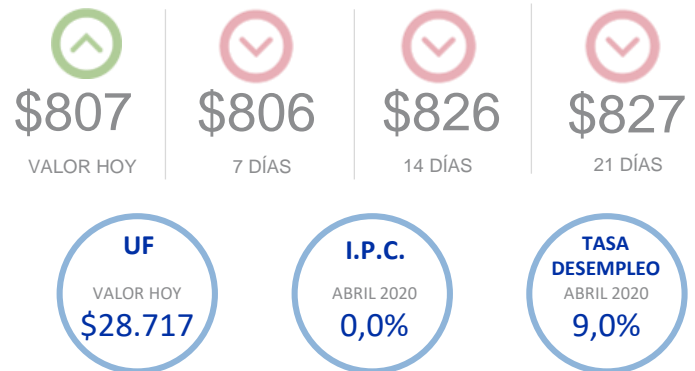 $807
VALOR HOY
$806
7 DÍAS
$826
14 DÍAS
$827
21 DÍAS
UF
VALOR HOY
$28.717
I.P.C.
ABRIL 2020
0,0%
TASA
DESEMPLEO
ABRIL 2020
9,0%